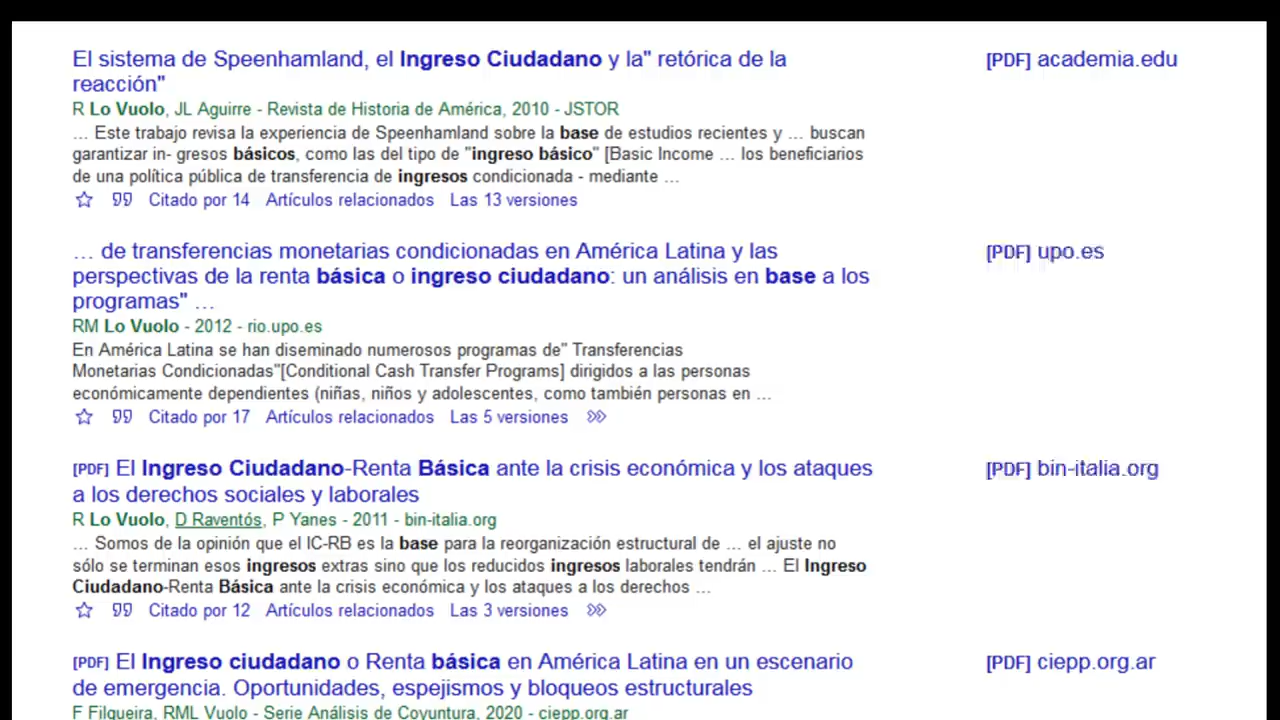 El sistema de Speenhamland, el Ingreso Ciudadano y la" retórica de la
reacción"
[PDF] academia.edu
R Lo Vuolo, JL Aguirre - Revista de Historia de América, 2010 - JSTOR
... Este trabajo revisa la experiencia de Speenhamland sobre la base de estudios recientes y ... buscan
garantizar in- gresos básicos, como las del tipo de "ingreso básico" [Basic Income ... los beneficiarios
de una política pública de transferencia de ingresos condicionada - mediante ...
Citado por 14 Artículos relacionados Las 13 versiones
... de transferencias monetarias condicionadas en América Latina y las
perspectivas de la renta básica o ingreso ciudadano: un análisis en base a los
programas" ...
[PDF] upo.es
RM Lo Vuolo - 2012 - rio.upo.es
En América Latina se han diseminado numerosos programas de" Transferencias
Monetarias Condicionadas"[Conditional Cash Transfer Programs] dirigidos a las personas
económicamente dependientes (niñas, niños y adolescentes, como también personas en ...
Citado por 17 Artículos relacionados Las 5 versiones
[PDF] El Ingreso Ciudadano-Renta Básica ante la crisis económica y los ataques
a los derechos sociales y laborales
[PDF] bin-italia.org
R Lo Vuolo, D Raventós, P Yanes - 2011 - bin-italia.org
... Somos de la opinión que el IC-RB es la base para la reorganización estructural de ... el ajuste no
sólo se terminan esos ingresos extras sino que los reducidos ingresos laborales tendrán ... El Ingreso
Ciudadano-Renta Básica ante la crisis económica y los ataques a los derechos ...
Citado por 12 Artículos relacionados Las 3 versiones
[PDF] El Ingreso ciudadano o Renta básica en América Latina en un escenario
de emergencia. Oportunidades, espejismos y bloqueos estructurales
[PDF] ciepp.org.ar
F Filgueira, RML Vuolo - Serie Análisis de Coyuntura, 2020 - ciepp.org.ar